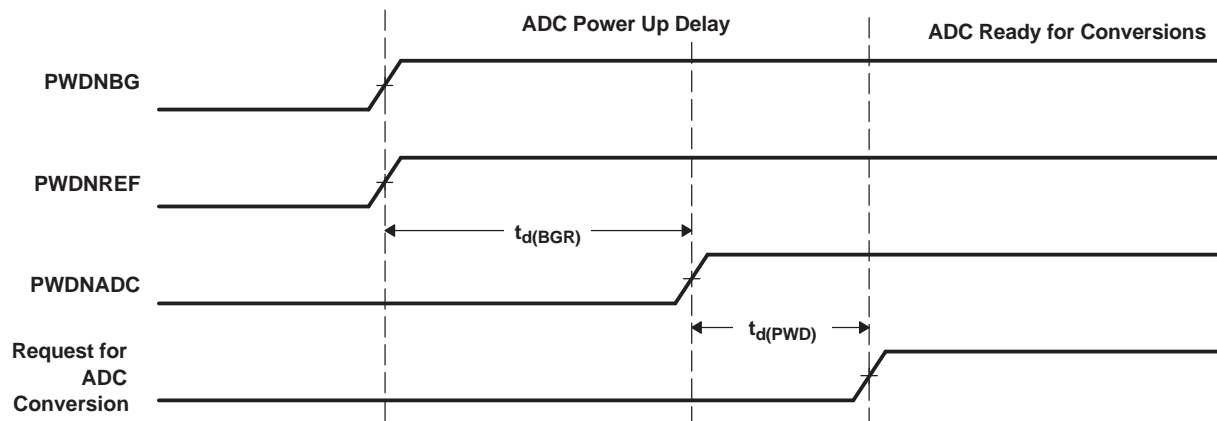 ADC Power Up Delay
ADC Ready for Conversions
PWDNBG
PWDNREF
td(BGR)
PWDNADC
td(PWD)
Request for
ADC
Conversion